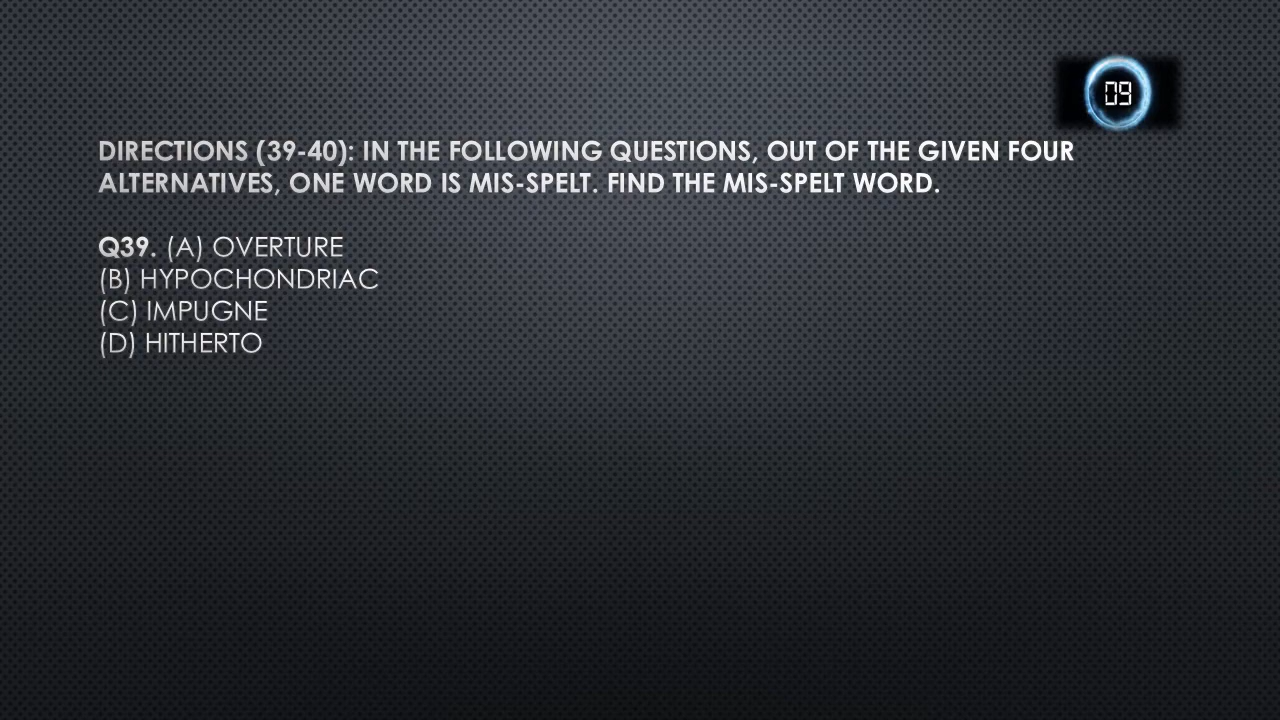 09
DIRECTIONS (39-40): IN THE FOLLOWING QUESTIONS, OUT OF THE GIVEN FOUR
ALTERNATIVES, ONE WORD IS MIS-SPELT. FIND THE MIS-SPELT WORD.
Q39. (A) OVERTURE
(B) HYPOCHONDRIAC
(C) IMPUGNE
(D) HITHERTO